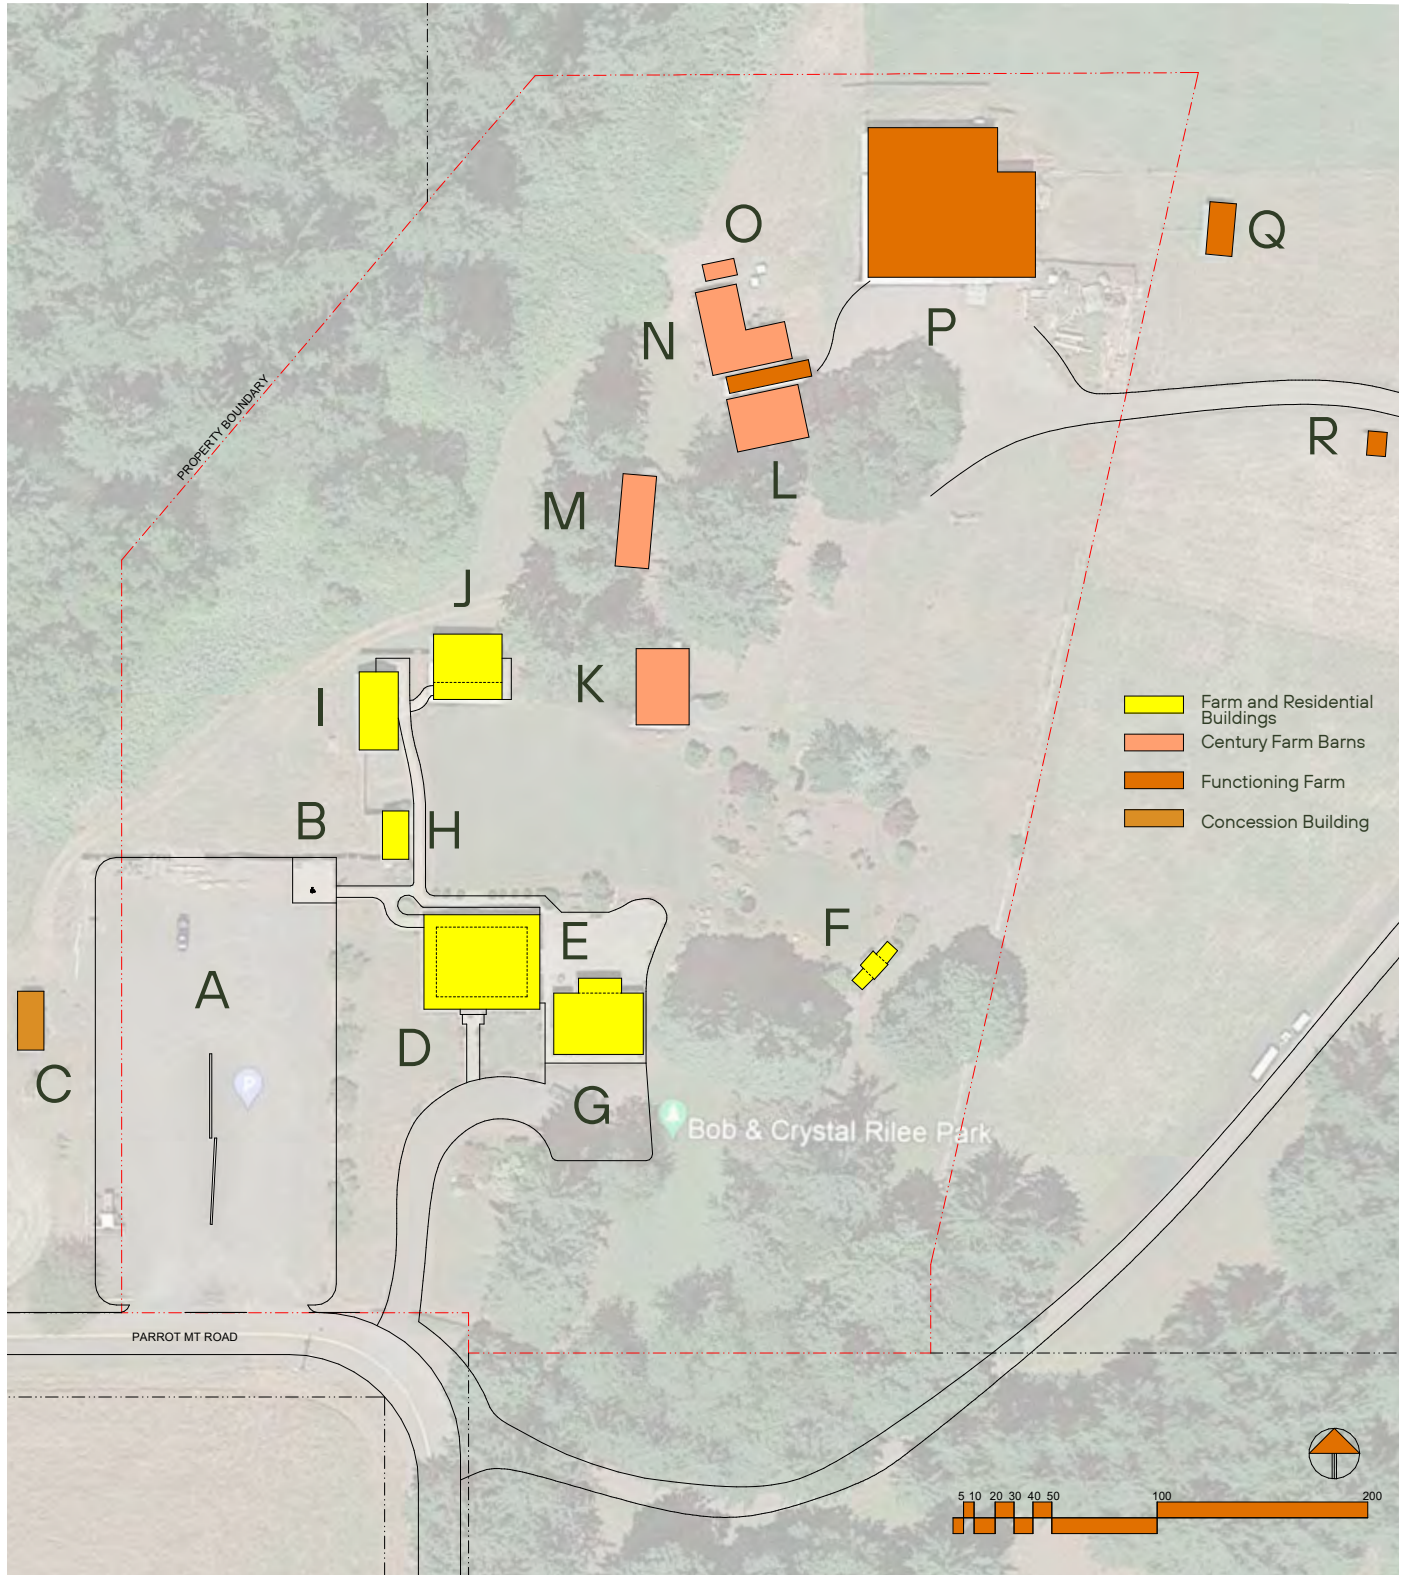 O
Q
N
P
PROPERTY BOUNDARY
R
L
M
J
K
I
Farm and Residential
Buildings
Century Farm Barns
Functioning Farm
Concession Building
B
H
F
E
A
D
C
P
G
Bob & Crystal Rilee Park
PARROT MT ROAD
5 10 20 30 40 50 100 200